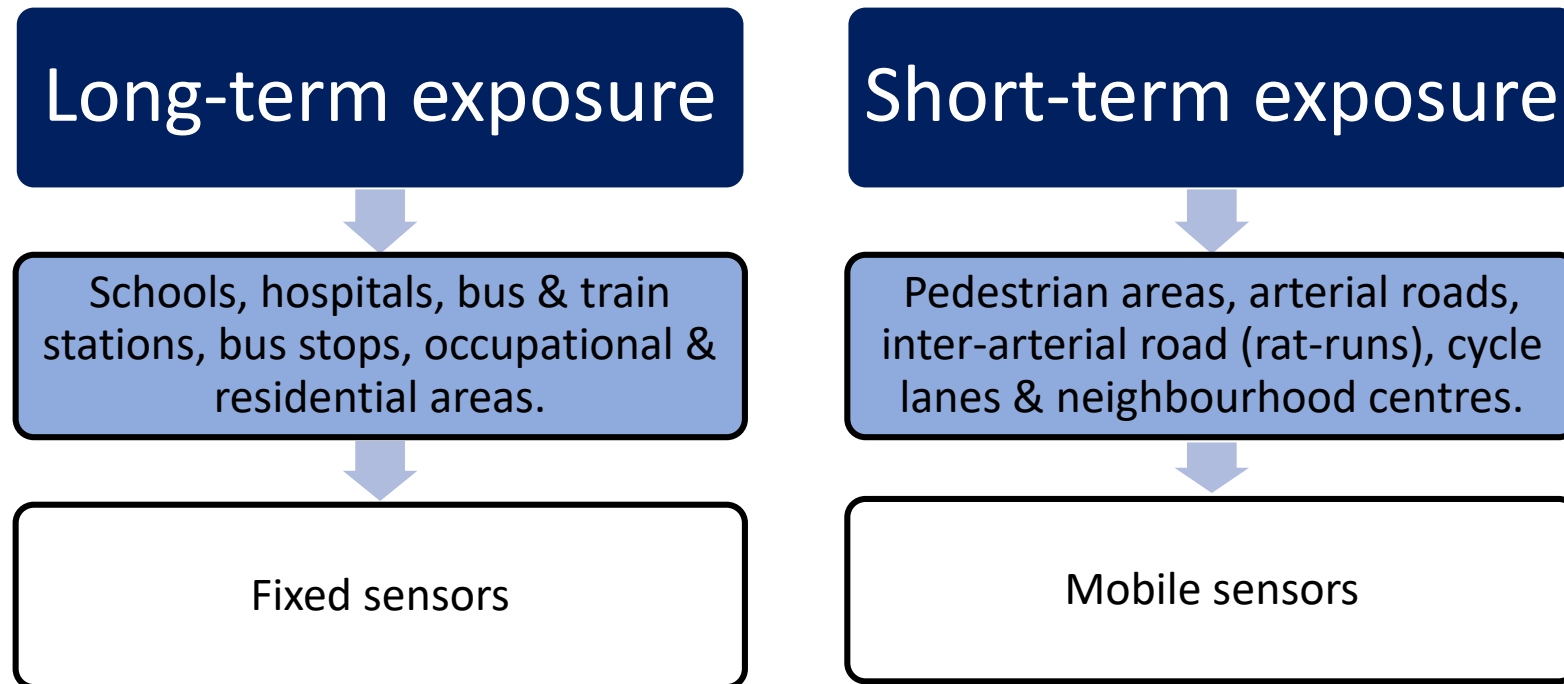 Long-term exposure
Schools, hospitals, bus & train
stations, bus stops, occupational &
residential areas.
Fixed sensors
Short-term exposure
Pedestrian areas, arterial roads,
inter-arterial road (rat-runs), cycle
lanes & neighbourhood centres.
Mobile sensors